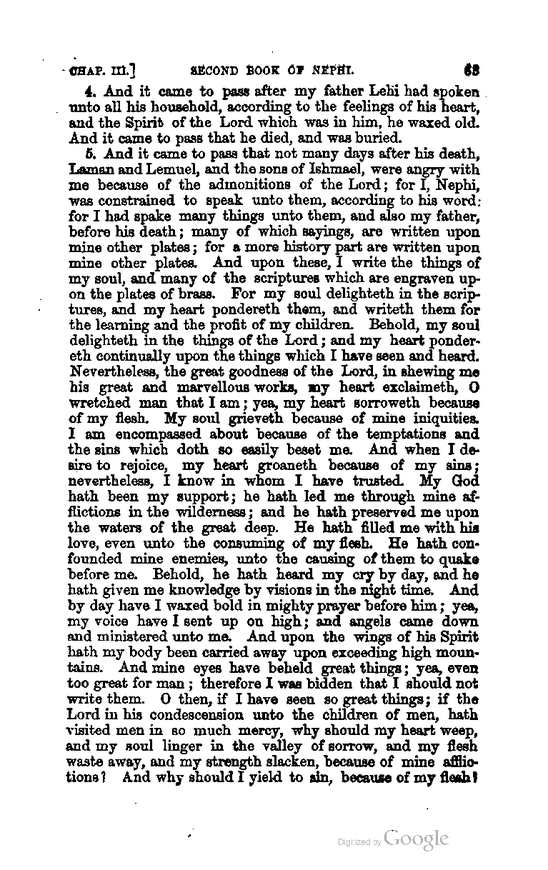 CHAP. III.] SECOND BOOK OF NEPHI. 63
4. And it came to pass after my father Lehi had spoken
unto all his household, according to the feelings of his heart,
and the Spirit of the Lord which was in him, he waxed old.
And it came to pass that he died, and was buried.
5. And it came to pass that not many days after his death,
Laman and Lemuel, and the sons of Ishmael, were angry with
me because of the admonitions of the Lord; for I, Nephi,
was constrained to speak unto them, according to his word:
for I had spake many things unto them, and also my father,
before his death; many of which sayings, are written upon
mine other plates; for a more history part are written upon
mine other plates. And upon these, I write the things of
my soul, and many of the scriptures which are engraven up-
on the plates of brass. For my soul delighteth in the scrip-
tures, and my heart pondereth them, and writeth them for
the learning and the profit of my children. Behold, my soul
delighteth in the things of the Lord; and my heart ponder-
eth continually upon the things which I have seen and heard.
Nevertheless, the great goodness of the Lord, in shewing me
his great and marvellous works, my heart exclaimeth, O
wretched man that I am; yea, my heart sorroweth because
of my flesh. My soul grieveth because of mine iniquities.
I am encompassed about because of the temptations and
the sins which doth so easily beset me. And when I de-
sire to rejoice, my heart groaneth because of my sins;
nevertheless, I know in whom I have trusted. My God
hath been my support; he hath led me through mine af-
flictions in the wilderness; and he hath preserved me upon
the waters of the great deep. He hath filled me with his
love, even unto the consuming of my flesh. He hath con-
founded mine enemies, unto the causing of them to quake
before me. Behold, he hath heard my cry by day, and he
hath given me knowledge by visions in the night time. And
by day have I waxed bold in mighty prayer before him; yea,
my voice have I sent up on high; and angels came down
and ministered unto me. And upon the wings of his Spirit
hath my body been carried away upon exceeding high moun-
tains. And mine eyes have beheld great things; yea, even
too great for man; therefore I was bidden that I should not
write them. O then, if I have seen so great things; if the
Lord in his condescension unto the children of men, hath
visited men in so much mercy, why should my heart weep,
and my soul linger in the valley of sorrow, and my flesh
waste away, and my strength slacken, because of mine afflic-
tions? And why should I yield to sin, because of my flesh?
Digitized by Google